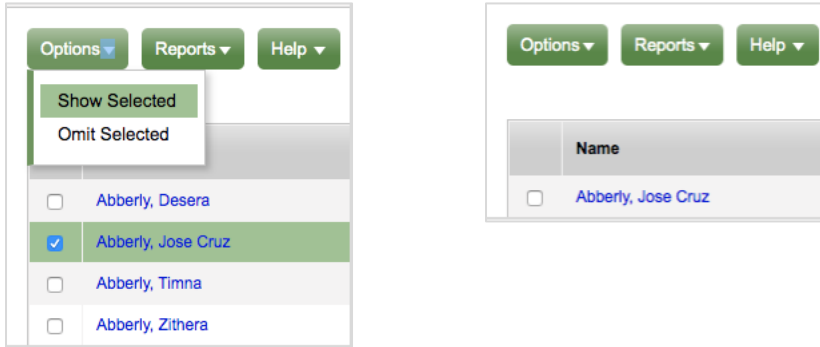 Options Reports Help
Show Selected
Omit Selected
Abberly, Desera
Abberly, Jose Cruz
Abberly, Timna
Abberly, Zithera
Options Reports Help
Name
Abberly, Jose Cruz